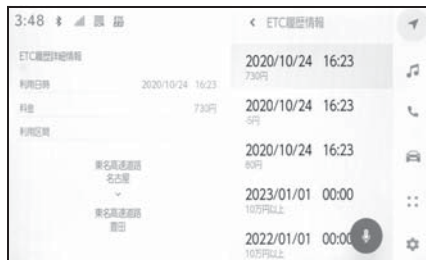 3:48
ETC履歴詳細情報
利用日時 2020/10/24 16:23
料金 730円
利用区間
東名高速道路
名古屋
東名高速道路
豊田
ETC履歴情報
2020/10/24 16:23
730円
2020/10/24 16:23
-5円
2020/10/24 16:23
60円
2023/01/01 00:00
10万円以上
2022/01/01 00:00
10万円以上